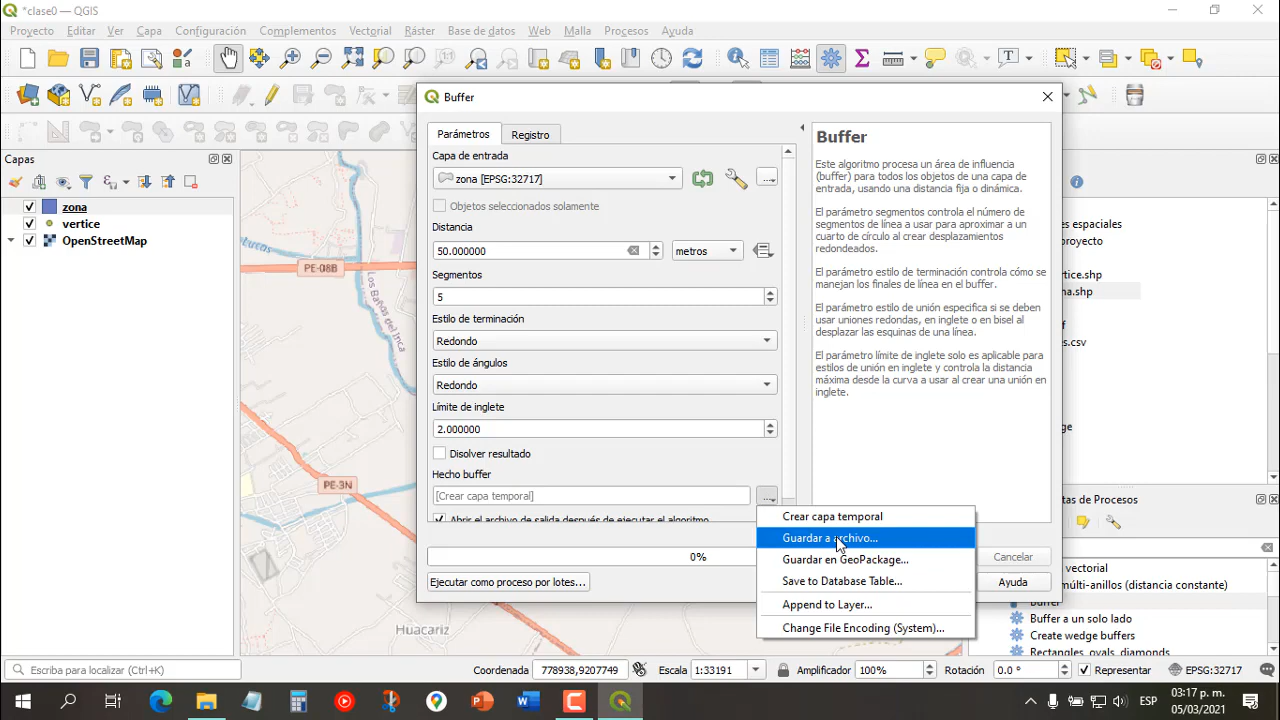 *clase0 — QGIS
Proyecto Editar Ver Capa Configuración Complementos Vectorial Ráster Base de datos Web Malla Procesos Ayuda
Buffer
Parámetros Registro
Capa de entrada
zona [EPSG:32717]
Objetos seleccionados solamente
Distancia
50.000000 metros
Segmentos
5
Estilo de terminación
Redondo
Estilo de ángulos
Redondo
Límite de inglete
2.000000
Disolver resultado
Hecho buffer
[Crear capa temporal]
Abrir el archivo de salida después de ejecutar el algoritmo
0%
Cancelar
Ejecutar como proceso por lotes...
Ayuda
Buffer
Este algoritmo procesa un área de influencia
(buffer) para todos los objetos de una capa de
entrada, usando una distancia fija o dinámica.
El parámetro segmentos controla el número de
segmentos de línea a usar para aproximar a un
cuarto de círculo al crear desplazamientos
redondeados.
El parámetro estilo de terminación controla cómo se
manejan los finales de línea en el buffer.
El parámetro estilo de unión especifica si se deben
usar uniones redondas, en inglete o en bisel al
desplazar las esquinas de una línea.
El parámetro límite de inglete solo es aplicable para
estilos de unión en inglete y controla la distancia
máxima desde la curva a usar al crear una unión en
inglete.
Crear capa temporal
Guardar a archivo...
Guardar en GeoPackage...
Save to Database Table...
Append to Layer...
Change File Encoding (System)...
Capas
zona
vertice
OpenStreetMap
Lucas
PE-08B
Los Baños del Inca
PE-3N
Huacariz
es espaciales
royecto
rtice.shp
na.shp
f
es.csv
ge
tas de Procesos
vectorial
multi-anillos (distancia constante)
Buffer
Buffer a un solo lado
Create wedge buffers
Rectangles, ovals, diamonds
Escriba para localizar (Ctrl+K)
Coordenada 778938,9207749 Escala 1:33191 Amplificador 100% Rotación 0.0 ° Representar EPSG:32717
ESP
03:17 p. m.
05/03/2021